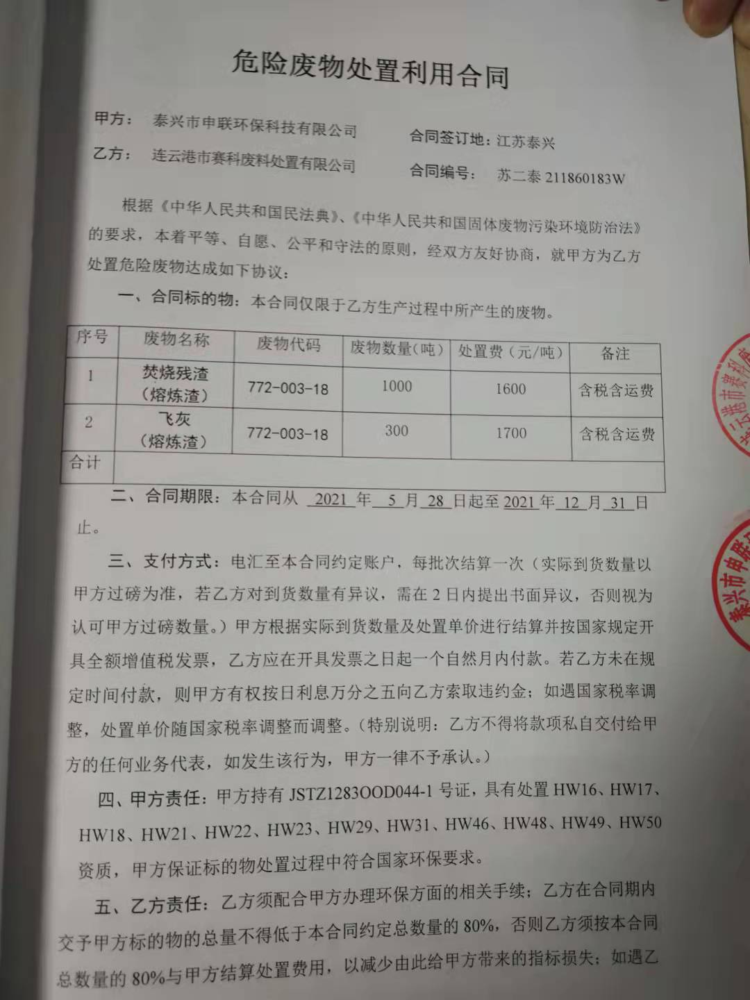 危险废物处置利用合同
甲方： 泰兴市申联环保科技有限公司 合同签订地：江苏泰兴
乙方： 连云港市赛科废料处置有限公司 合同编号： 苏二泰 211860183W
根据《中华人民共和国民法典》、《中华人民共和国固体废物污染环境防治法》
的要求，本着平等、自愿、公平和守法的原则，经双方友好协商，就甲方为乙方
处置危险废物达成如下协议：
一、合同标的物：本合同仅限于乙方生产过程中所产生的废物。
序号 废物名称 废物代码 废物数量（吨） 处置费（元/吨） 备注
1 焚烧残渣（熔炼渣） 772-003-18 1000 1600 含税含运费
2 飞灰（熔炼渣） 772-003-18 300 1700 含税含运费
合计
二、合同期限：本合同从 2021 年 5 月 28 日起至 2021 年 12 月 31 日
止。
三、支付方式：电汇至本合同约定账户，每批次结算一次（实际到货数量以
甲方过磅为准，若乙方对到货数量有异议，需在 2 日内提出书面异议，否则视为
认可甲方过磅数量。）甲方根据实际到货数量及处置单价进行结算并按国家规定开
具全额增值税发票，乙方应在开具发票之日起一个自然月内付款。若乙方未在规
定时间付款，则甲方有权按日利息万分之五向乙方索取违约金；如遇国家税率调
整，处置单价随国家税率调整而调整。（特别说明：乙方不得将款项私自交付给甲
方的任何业务代表，如发生该行为，甲方一律不予承认。）
四、甲方责任：甲方持有 JSTZ1283OOD044-1 号证，具有处置 HW16、HW17、
HW18、HW21、HW22、HW23、HW29、HW31、HW46、HW48、HW49、HW50
资质，甲方保证标的物处置过程中符合国家环保要求。
五、乙方责任：乙方须配合甲方办理环保方面的相关手续；乙方在合同期内
交予甲方标的物的总量不得低于本合同约定总数量的 80%，否则乙方须按本合同
总数量的 80%与甲方结算处置费用，以减少由此给甲方带来的指标损失；如遇乙
云港市赛科废
泰兴市申联环